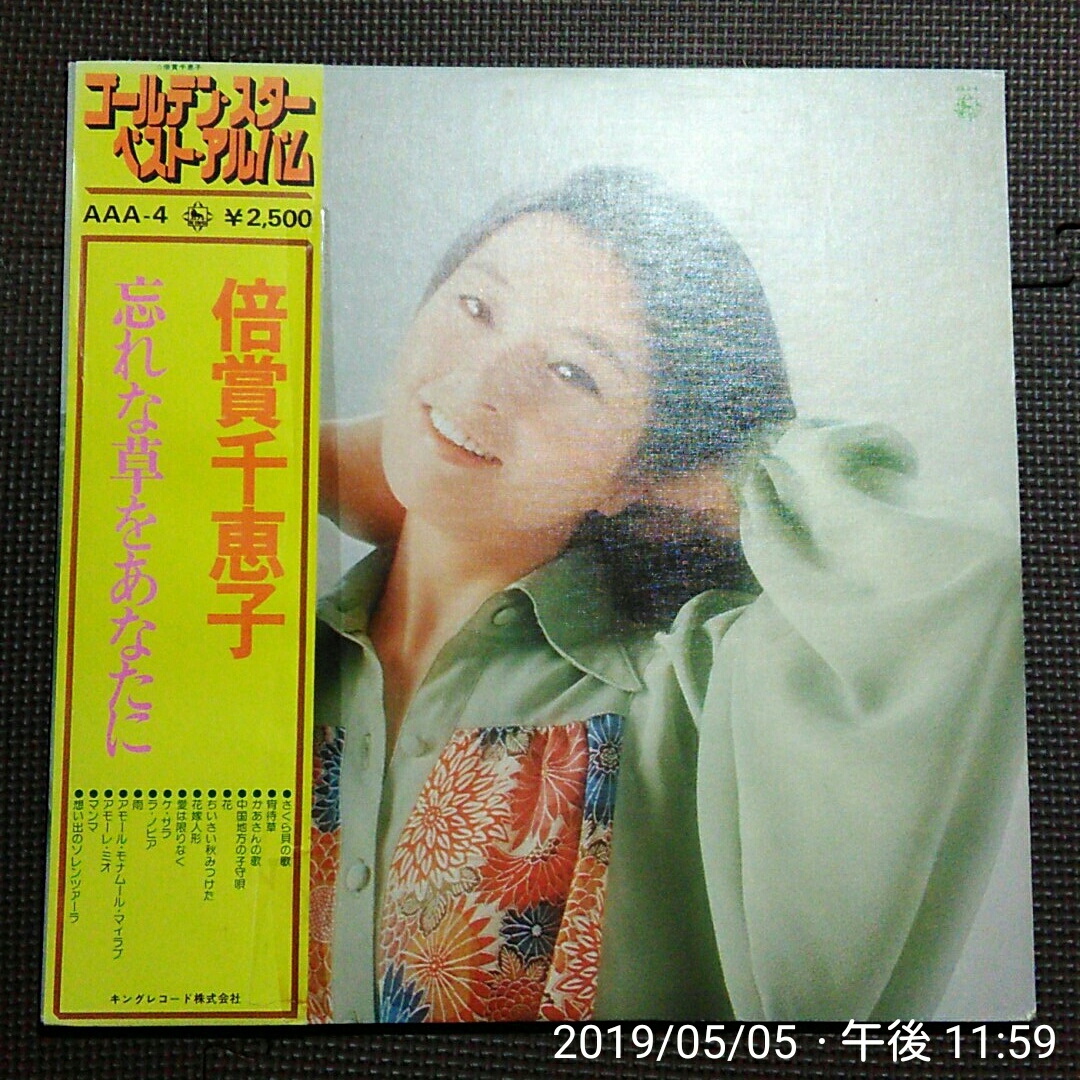 倍賞千恵子
ゴールデン・スター
ベスト・アルバム
AAA-4 ¥2,500
倍賞千恵子
忘れな草をあなたに
●さくら貝の歌
●宵待草
●かあさんの歌
●中国地方の子守唄
●花
●ちいさい秋みつけた
●花嫁人形
●愛は限りなく
●ケ・サラ
●ラ・ノビア
●雨
●アモール・モナムール・マイラブ
●アモーレ・ミオ
●マンマ
●想い出のソレンツァーラ
キングレコード株式会社
2019/05/05・午後 11:59